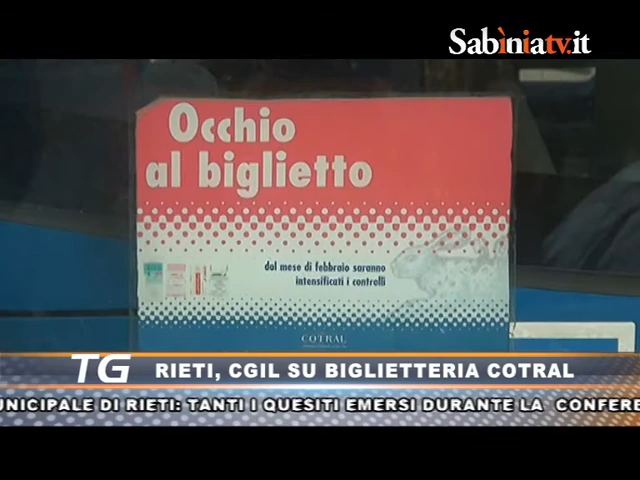 Sabìniatv.it
Occhio
al biglietto
dal mese di febbraio saranno
intensificati i controlli
COTRAL
TG RIETI, CGIL SU BIGLIETTERIA COTRAL
UNICIPALE DI RIETI: TANTI I QUESITI EMERSI DURANTE LA CONFERE